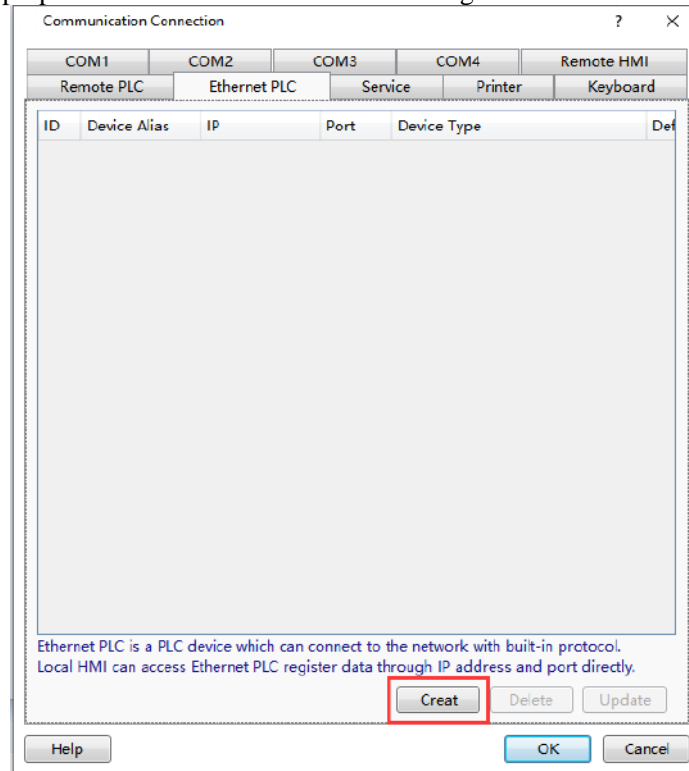 Communication Connection ? ×
COM1 COM2 COM3 COM4 Remote HMI
Remote PLC Ethernet PLC Service Printer Keyboard
ID Device Alias IP Port Device Type Def
Ethernet PLC is a PLC device which can connect to the network with built-in protocol.
Local HMI can access Ethernet PLC register data through IP address and port directly.
Creat Delete Update
Help OK Cancel